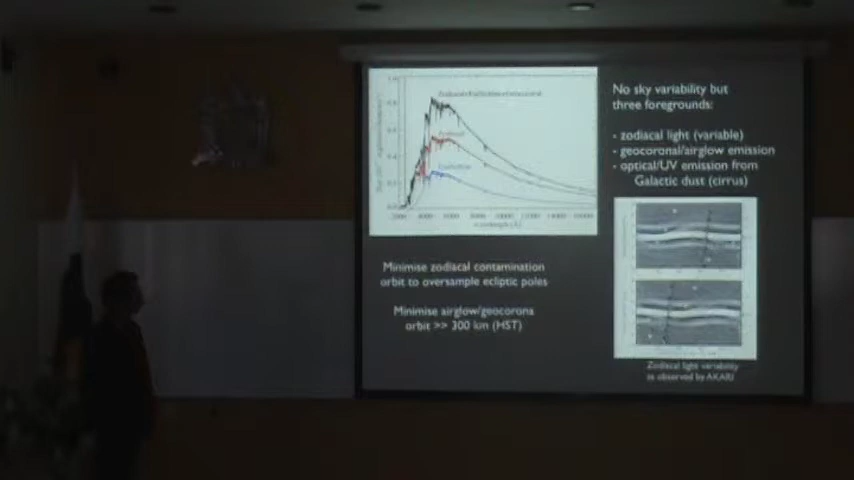 No sky variability but
three foregrounds:
- zodiacal light (variable)
- geocoronal/airglow emission
- optical/UV emission from
Galactic dust (cirrus)
Minimise zodiacal contamination
orbit to oversample ecliptic poles
Minimise airglow/geocorona
orbit >> 300 km (HST)
Zodiacal light variability
as observed by AKARI